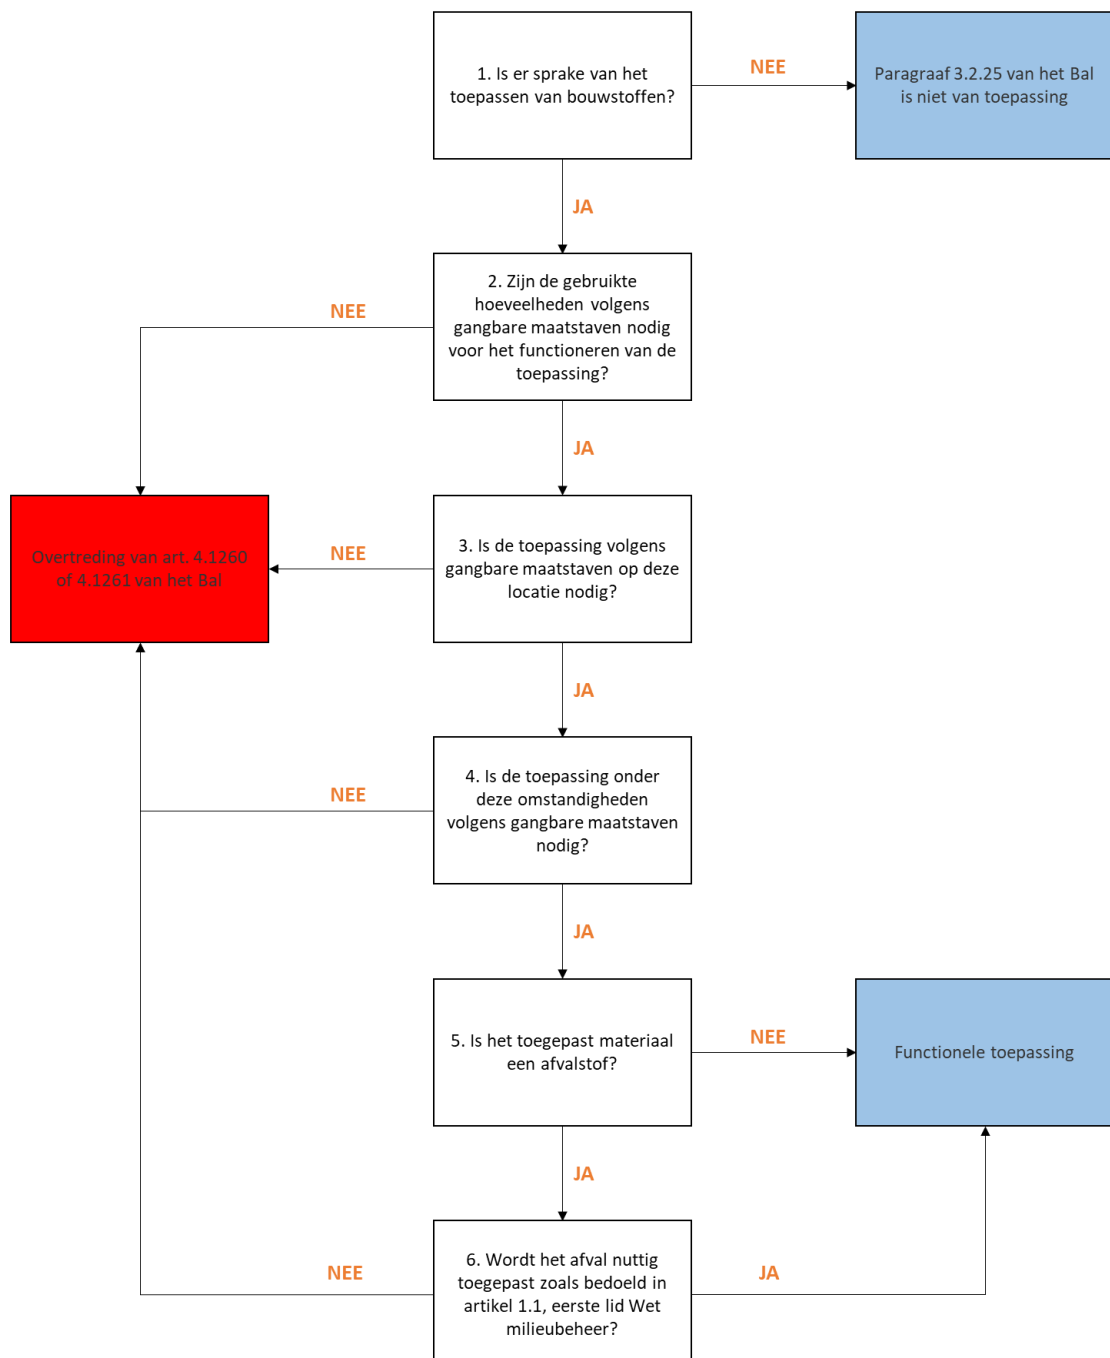 1. Is er sprake van het
toepassen van bouwstoffen?
NEE
Paragraaf 3.2.25 van het Bal
is niet van toepassing
JA
2. Zijn de gebruikte
hoeveelheden volgens
gangbare maatstaven nodig
voor het functioneren van de
toepassing?
NEE
JA
Overtreding van art. 4.1260
of 4.1261 van het Bal
NEE
3. Is de toepassing volgens
gangbare maatstaven op deze
locatie nodig?
JA
4. Is de toepassing onder
deze omstandigheden
volgens gangbare maatstaven
nodig?
NEE
JA
5. Is het toegepast materiaal
een afvalstof?
NEE
Functionele toepassing
JA
6. Wordt het afval nuttig
toegepast zoals bedoeld in
artikel 1.1, eerste lid Wet
milieubeheer?
NEE
JA